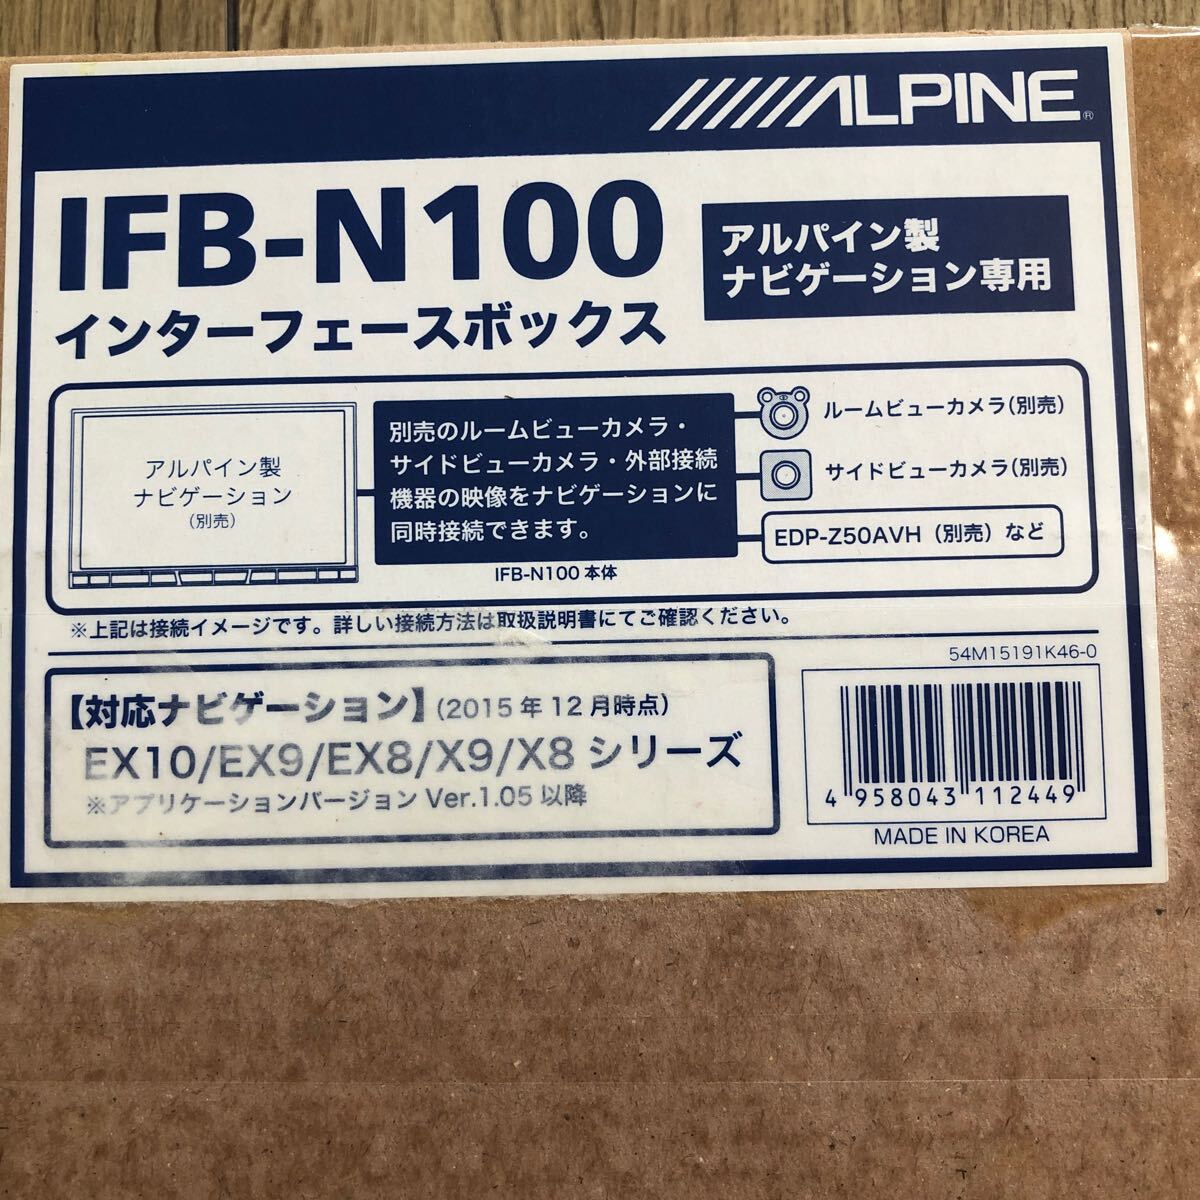 ALPINE®
IFB-N100
インターフェースボックス
アルパイン製
ナビゲーション専用
アルパイン製
ナビゲーション
(別売)
別売のルームビューカメラ・
サイドビューカメラ・外部接続
機器の映像をナビゲーションに
同時接続できます。
IFB-N100 本体
ルームビューカメラ(別売)
サイドビューカメラ(別売)
EDP-Z50AVH(別売)など
※上記は接続イメージです。詳しい接続方法は取扱説明書にてご確認ください。
54M15191K46-0
【対応ナビゲーション】(2015年12月時点)
EX10/EX9/EX8/X9/X8 シリーズ
※アプリケーションバージョン Ver.1.05 以降
4 958043 112449
MADE IN KOREA